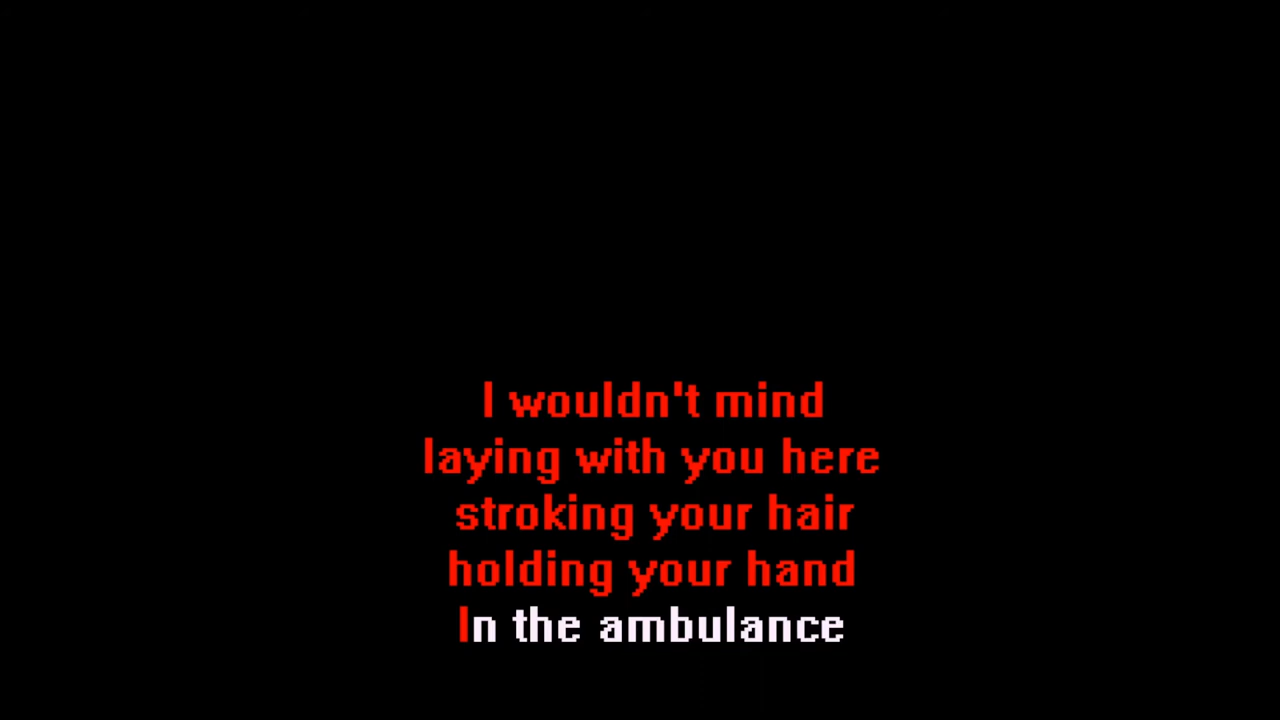 I wouldn't mind
laying with you here
stroking your hair
holding your hand
In the ambulance